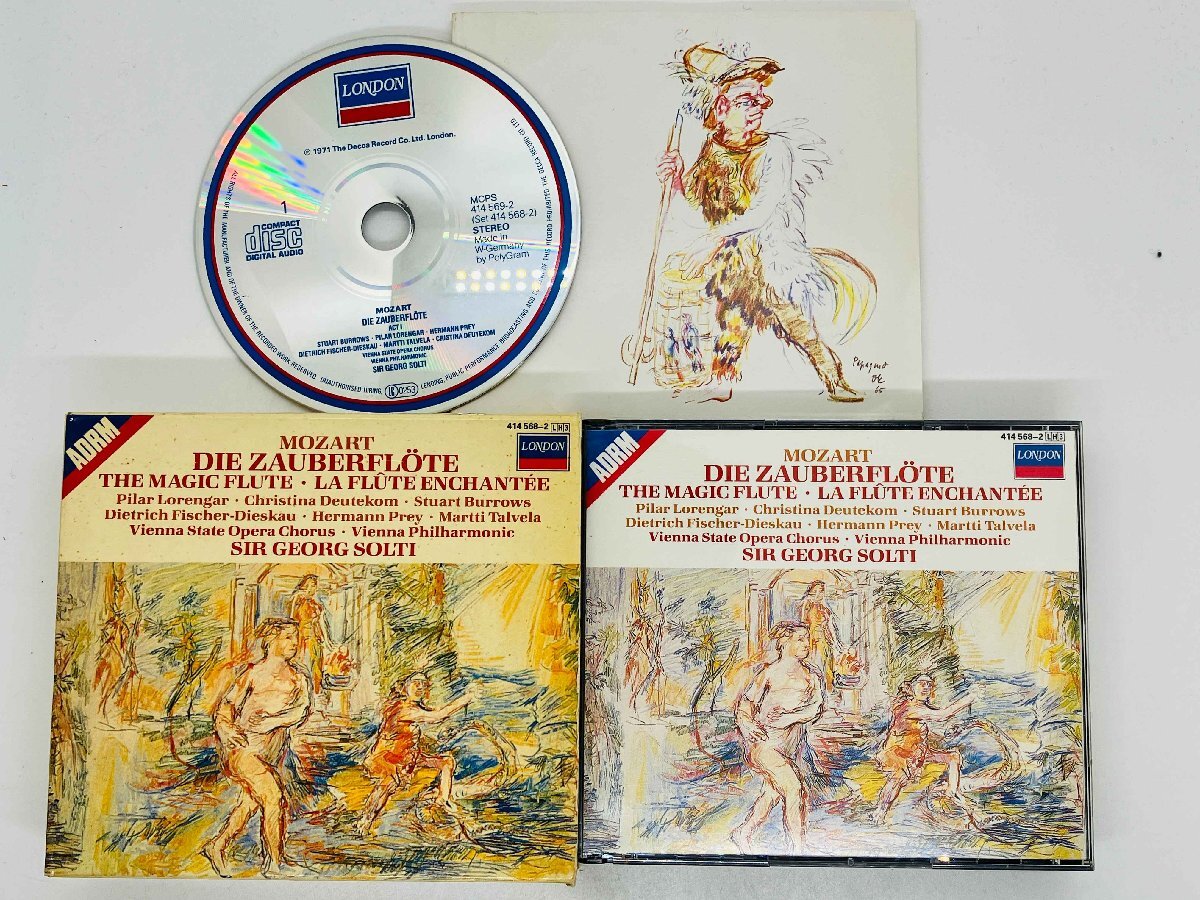 LONDON
℗ 1971 The Decca Record Co. Ltd. London.
1
COMPACT
disc
DIGITAL AUDIO
MCPS
414 569-2
(Set 414 568-2)
STEREO
Made in
W-Germany
by PolyGram
MOZART
DIE ZAUBERFLÖTE
ACT I
STUART BURROWS · PILAR LORENGAR · HERMANN PREY
DIETRICH FISCHER-DIESKAU · MARTTI TALVELA · CRISTINA DEUTEKOM
VIENNA STATE OPERA CHORUS
VIENNA PHILHARMONIC
SIR GEORG SOLTI
Papageno
OK
65
ADRM
414 568-2 LH3
LONDON
MOZART
DIE ZAUBERFLÖTE
THE MAGIC FLUTE · LA FLÛTE ENCHANTÉE
Pilar Lorengar · Christina Deutekom · Stuart Burrows
Dietrich Fischer-Dieskau · Hermann Prey · Martti Talvela
Vienna State Opera Chorus · Vienna Philharmonic
SIR GEORG SOLTI
ADRM
414 568-2 LH3
LONDON
MOZART
DIE ZAUBERFLÖTE
THE MAGIC FLUTE · LA FLÛTE ENCHANTÉE
Pilar Lorengar · Christina Deutekom · Stuart Burrows
Dietrich Fischer-Dieskau · Hermann Prey · Martti Talvela
Vienna State Opera Chorus · Vienna Philharmonic
SIR GEORG SOLTI